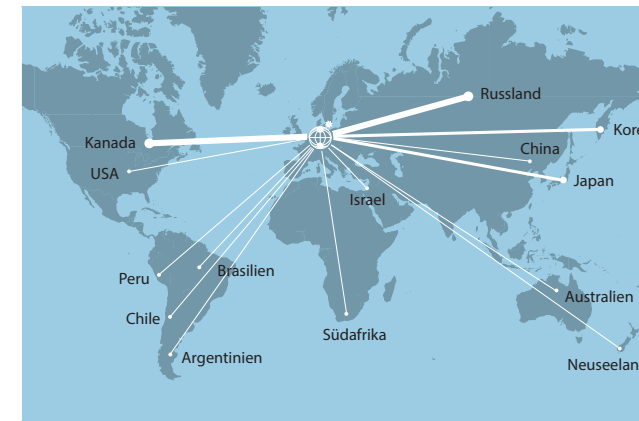 Russland
Kore
Kanada
China
USA
Japan
Israel
Peru
Brasilien
Australien
Chile
Südafrika
Argentinien
Neuseelan